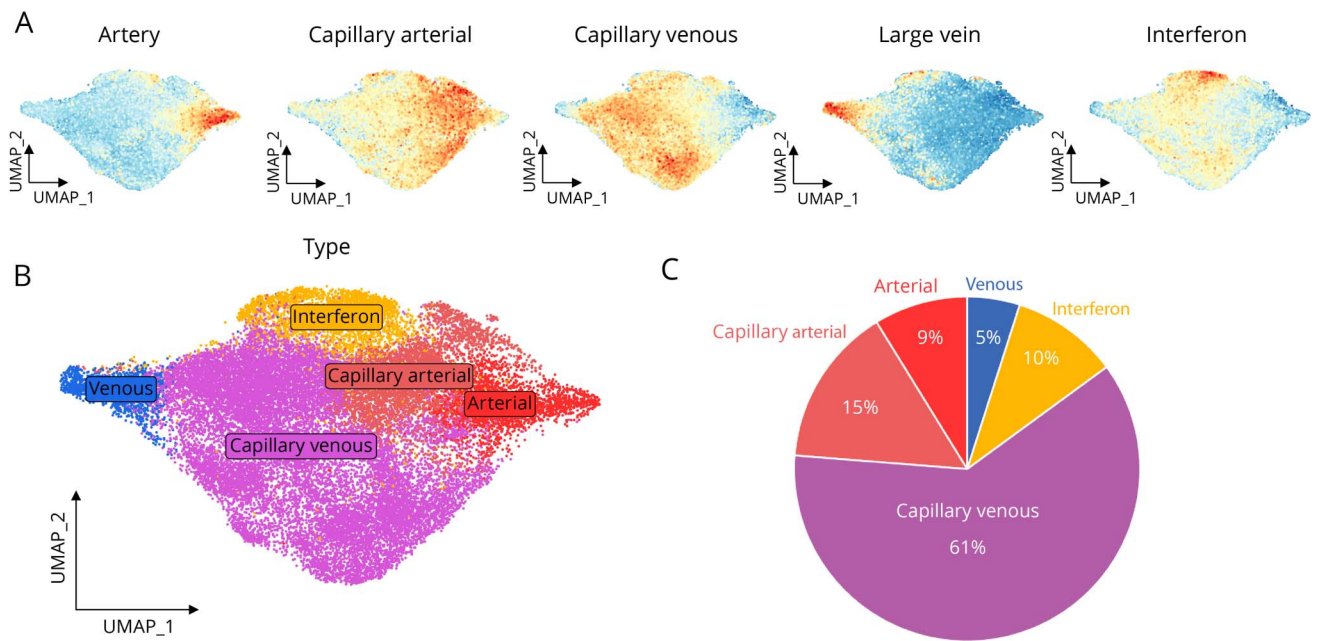 A
Artery
Capillary arterial
Capillary venous
Large vein
Interferon
UMAP_2
UMAP_1
UMAP_2
UMAP_1
UMAP_2
UMAP_1
UMAP_2
UMAP_1
UMAP_2
UMAP_1
Type
B
Interferon
Capillary arterial
Venous
Arterial
Capillary venous
UMAP_2
UMAP_1
C
Arterial
Venous
Interferon
Capillary arterial
9%
5%
10%
15%
Capillary venous
61%